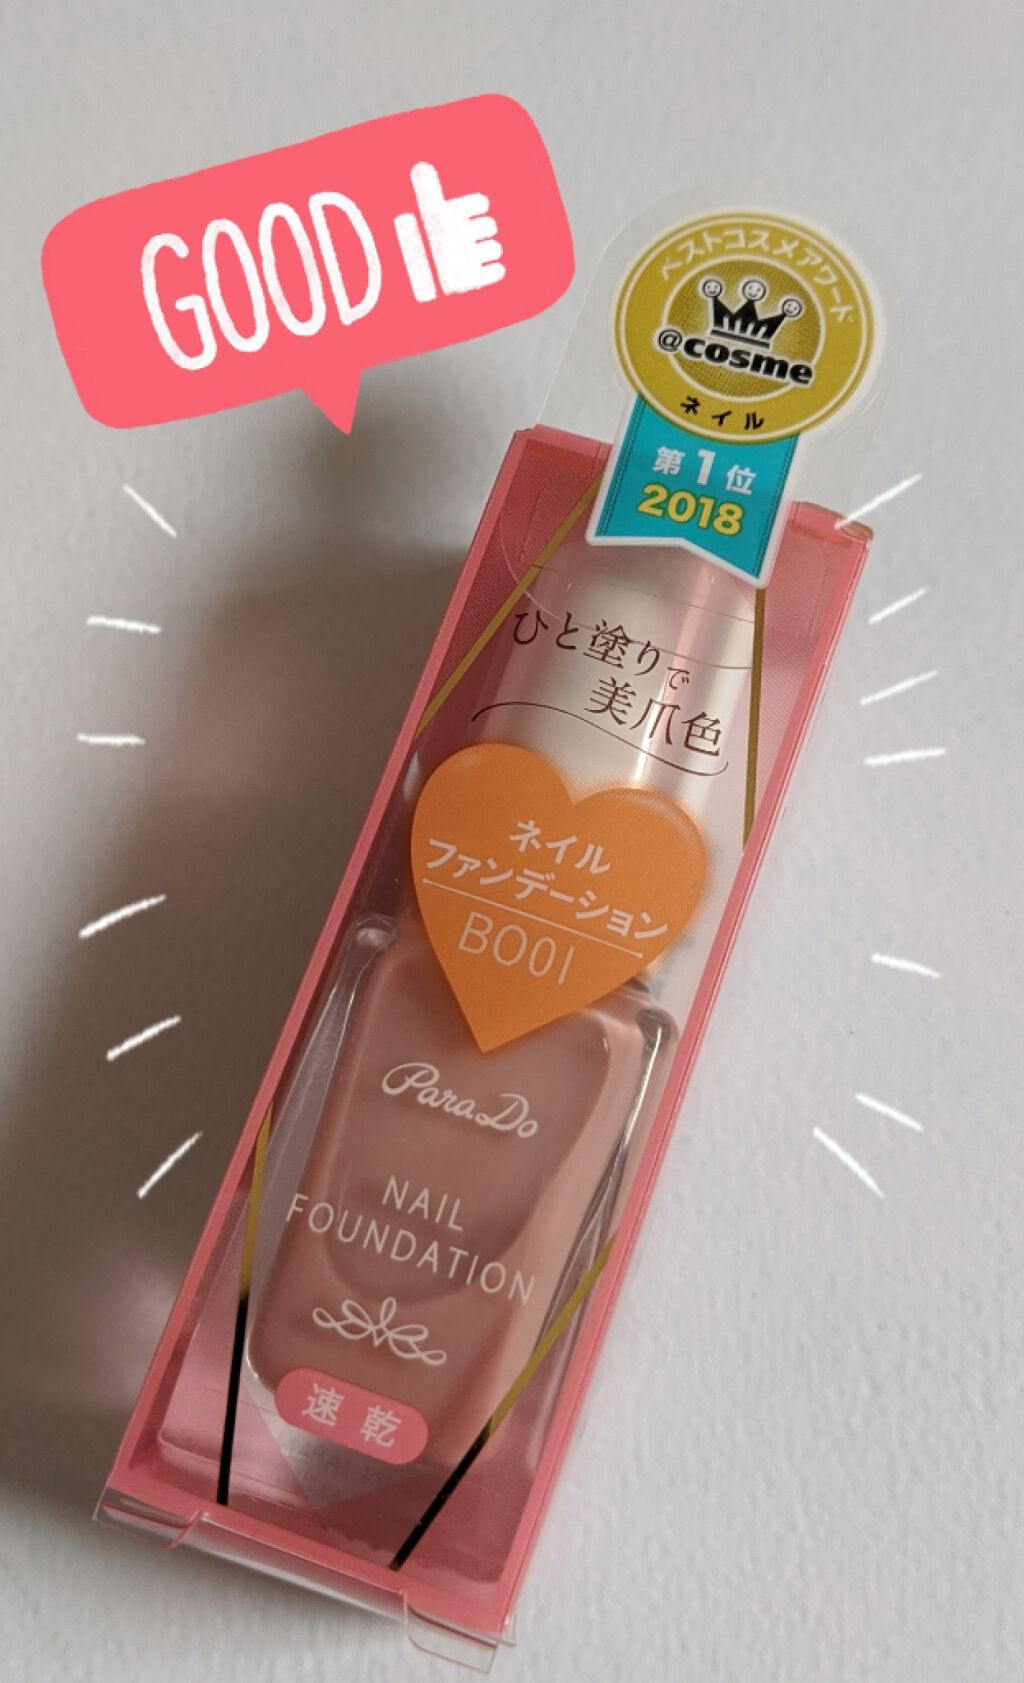 GOOD
ベストコスメアワード
@cosme
ネイル
第1位
2018
ひと塗りで
美爪色
ネイル
ファンデーション
BO01
ParaDo
NAIL
FOUNDATION
速乾